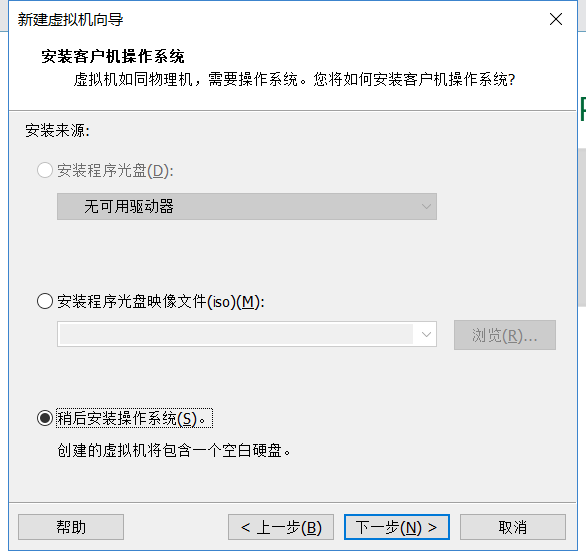 新建虚拟机向导
安装客户机操作系统
虚拟机如同物理机，需要操作系统。您将如何安装客户机操作系统?
安装来源:
安装程序光盘(D):
无可用驱动器
安装程序光盘映像文件(iso)(M):
浏览(R)...
稍后安装操作系统(S)。
创建的虚拟机将包含一个空白硬盘。
帮助
< 上一步(B)
下一步(N) >
取消